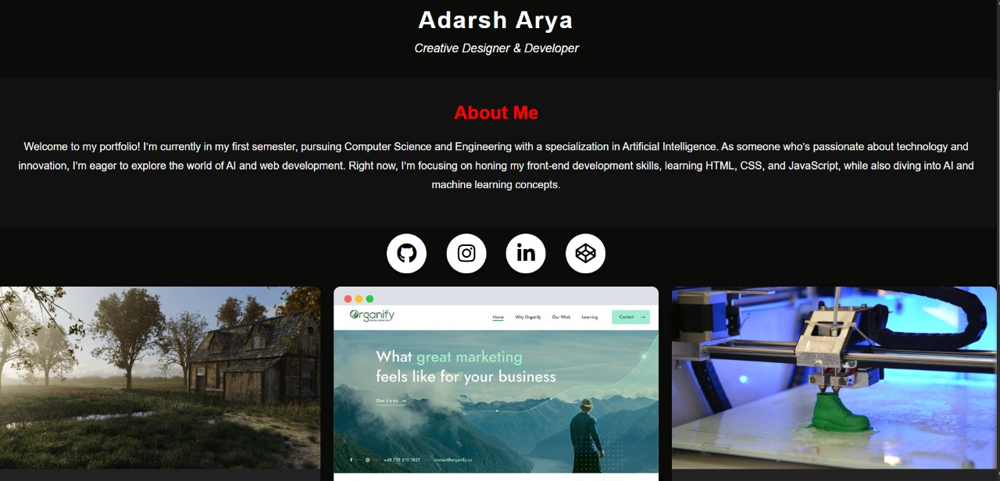 Adarsh Arya
Creative Designer & Developer
About Me
Welcome to my portfolio! I'm currently in my first semester, pursuing Computer Science and Engineering with a specialization in Artificial Intelligence. As someone who's passionate about technology and
innovation, I'm eager to explore the world of AI and web development. Right now, I'm focusing on honing my front-end development skills, learning HTML, CSS, and JavaScript, while also diving into AI and
machine learning concepts.
in
Organify
Home Why Organify Our Work Learning Contact →
What great marketing
feels like for your business
Give it a try →
+48 732 610 1827 contact@organify.co